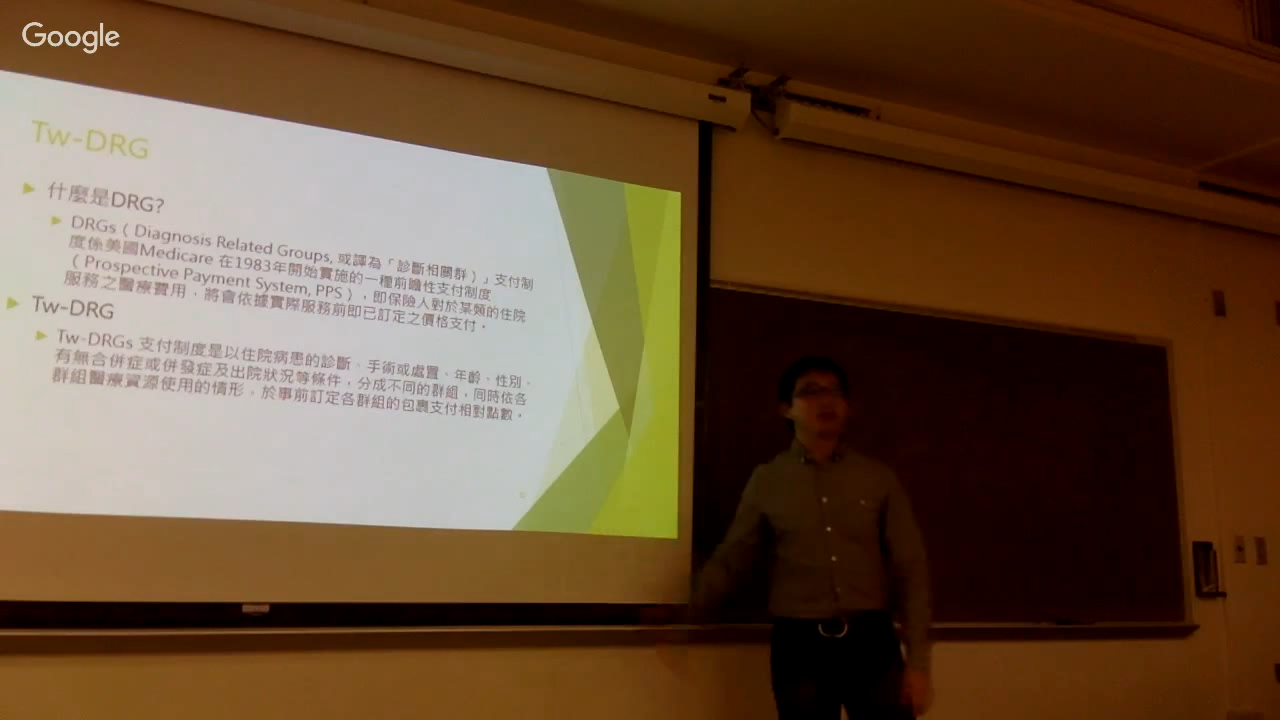 Google
Tw-DRG
什麼是DRG?
DRGs（Diagnosis Related Groups, 或譯為「診斷相關群）」支付制
度係美國Medicare 在1983年開始實施的一種前瞻性支付制度
（Prospective Payment System, PPS），即保險人對於某類的住院
服務之醫療費用，將會依據實際服務前即已訂定之價格支付。
Tw-DRG
Tw-DRGs 支付制度是以住院病患的診斷、手術或處置、年齡、性別、
有無合併症或併發症及出院狀況等條件，分成不同的群組，同時依各
群組醫療資源使用的情形，於事前訂定各群組的包裹支付相對點數。